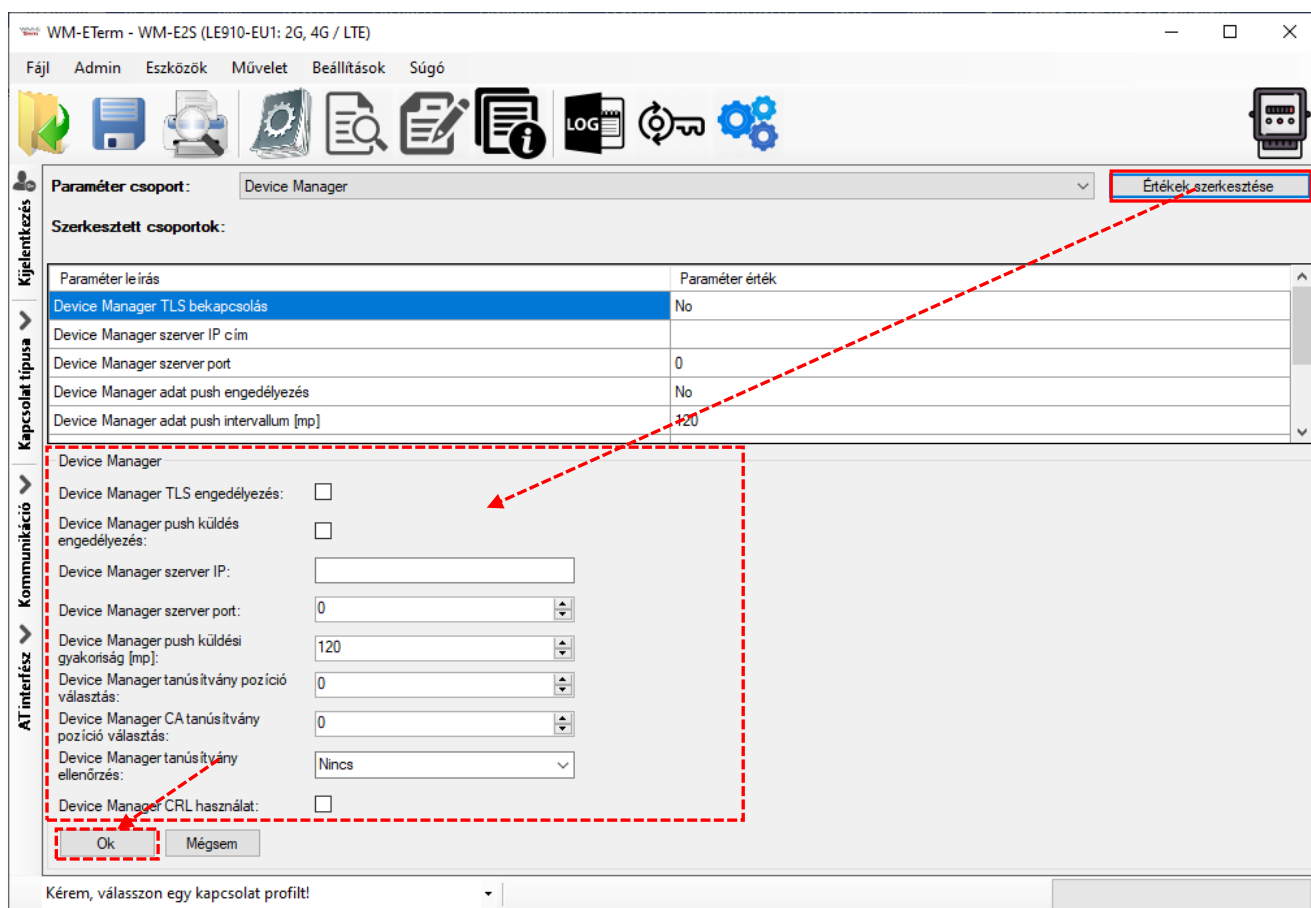 WM-ETerm - WM-E2S (LE910-EU1: 2G, 4G / LTE)
Fájl Admin Eszközök Művelet Beállítások Súgó
LOG
Kijelentkezés
Kapcsolat típusa
Kommunikáció
AT interfész
Paraméter csoport: Device Manager Értékek szerkesztése
Szerkesztett csoportok:
Paraméter leírás Paraméter érték
Device Manager TLS bekapcsolás No
Device Manager szerver IP cím
Device Manager szerver port 0
Device Manager adat push engedélyezés No
Device Manager adat push intervallum [mp] 120
Device Manager
Device Manager TLS engedélyezés:
Device Manager push küldés
engedélyezés:
Device Manager szerver IP:
Device Manager szerver port: 0
Device Manager push küldési
gyakoriság [mp]: 120
Device Manager tanúsítvány pozíció
választás: 0
Device Manager CA tanúsítvány
pozíció választás: 0
Device Manager tanúsítvány
ellenőrzés: Nincs
Device Manager CRL használat:
Ok Mégsem
Kérem, válasszon egy kapcsolat profilt!